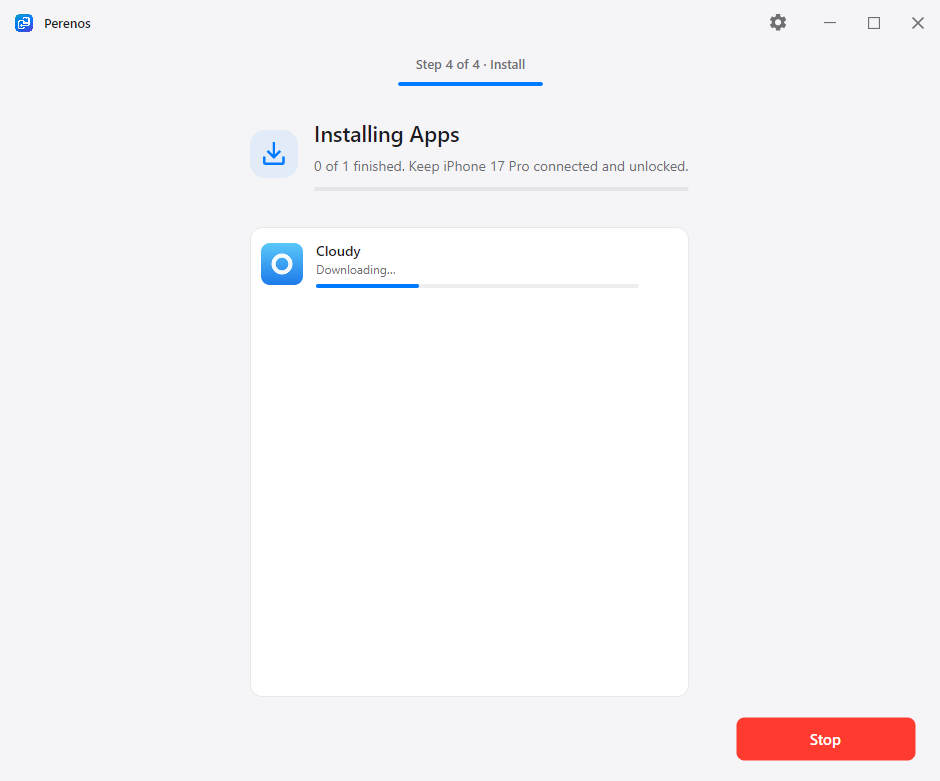 Perenos
Step 4 of 4 · Install
Installing Apps
0 of 1 finished. Keep iPhone 17 Pro connected and unlocked.
Cloudy
Downloading...
Stop